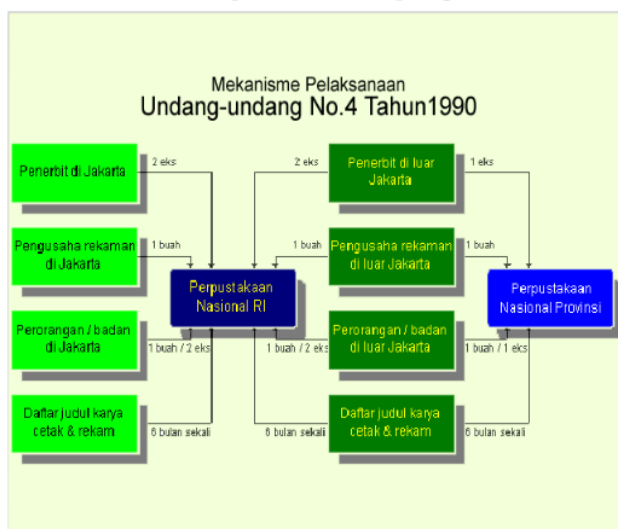 Mekanisme Pelaksanaan
Undang-undang No.4 Tahun1990
Penerbit di Jakarta
2 eks
2 eks
Penerbit di luar
Jakarta
1 eks
Pengusaha rekaman
di Jakarta
1 buah
1 buah
Pengusaha rekaman
di luar Jakarta
1 buah
Perpustakaan
Nasional RI
Perpustakaan
Nasional Provinsi
Perorangan / badan
di Jakarta
1 buah / 2 eks
1 buah / 2 eks
Perorangan / badan
di luar Jakarta
1 buah / 1 eks
Daftar judul karya
cetak & rekam
6 bulan sekali
6 bulan sekali
Daftar judul karya
cetak & rekam
6 bulan sekali